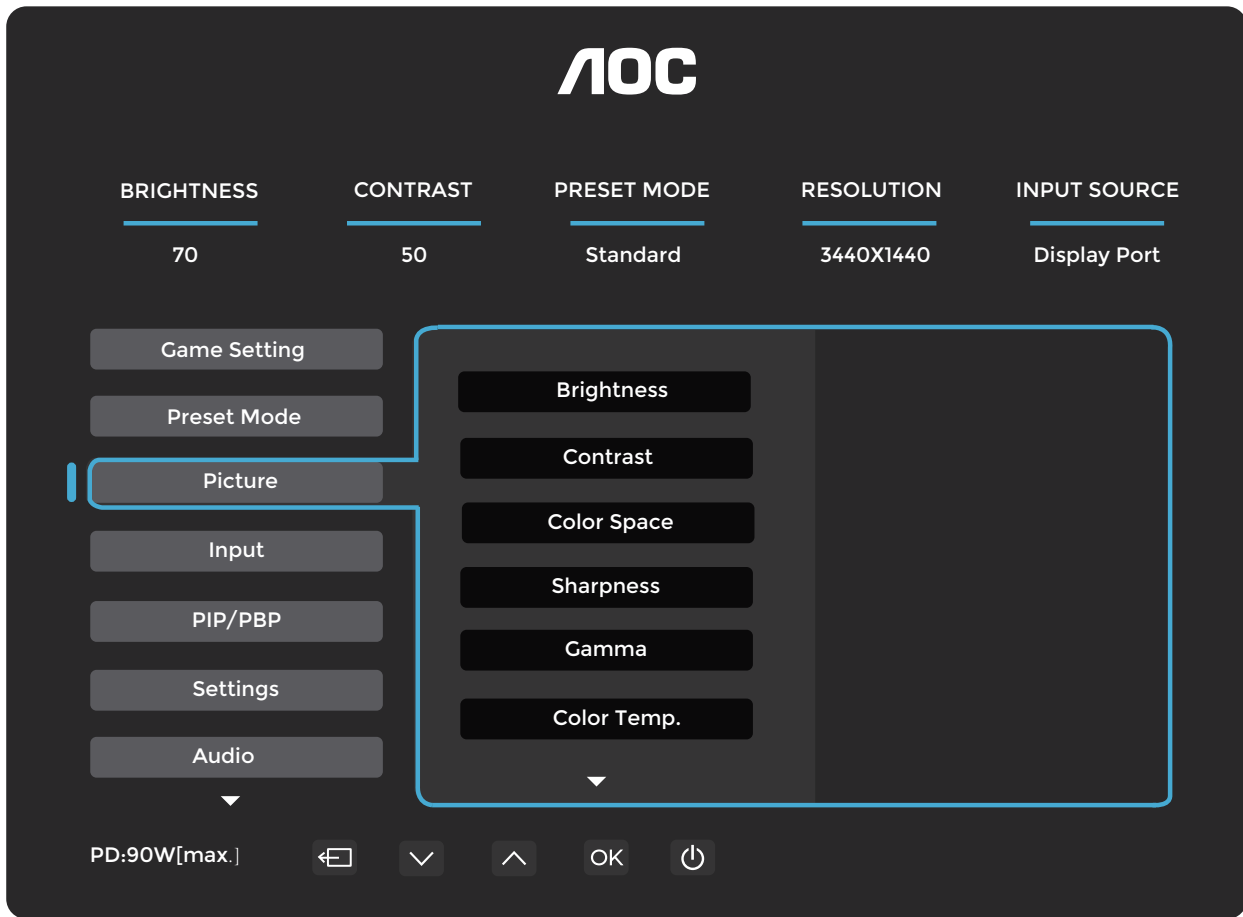 AOC
BRIGHTNESS CONTRAST PRESET MODE RESOLUTION INPUT SOURCE
70 50 Standard 3440X1440 Display Port
Game Setting
Preset Mode
Picture
Input
PIP/PBP
Settings
Audio
Brightness
Contrast
Color Space
Sharpness
Gamma
Color Temp.
PD:90W[max.]
OK